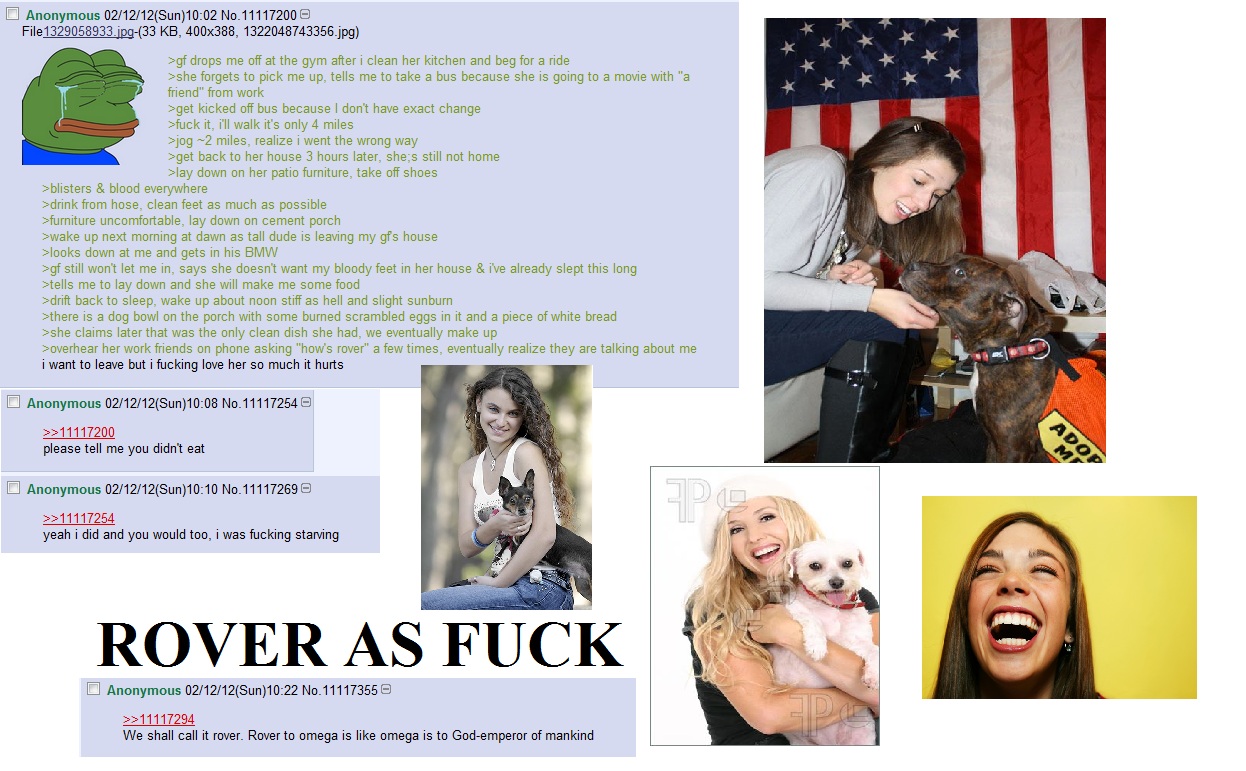 Anonymous 02/12/12(Sun)10:02 No.11117200
File1329058933.jpg-(33 KB, 400x388, 1322048743356.jpg)
>gf drops me off at the gym after i clean her kitchen and beg for a ride
>she forgets to pick me up, tells me to take a bus because she is going to a movie with "a
friend" from work
>get kicked off bus because I don't have exact change
>fuck it, i'll walk it's only 4 miles
>jog ~2 miles, realize i went the wrong way
>get back to her house 3 hours later, she;s still not home
>lay down on her patio furniture, take off shoes
>blisters & blood everywhere
>drink from hose, clean feet as much as possible
>furniture uncomfortable, lay down on cement porch
>wake up next morning at dawn as tall dude is leaving my gf's house
>looks down at me and gets in his BMW
>gf still won't let me in, says she doesn't want my bloody feet in her house & i've already slept this long
>tells me to lay down and she will make me some food
>drift back to sleep, wake up about noon stiff as hell and slight sunburn
>there is a dog bowl on the porch with some burned scrambled eggs in it and a piece of white bread
>she claims later that was the only clean dish she had, we eventually make up
>overhear her work friends on phone asking "how's rover" a few times, eventually realize they are talking about me
i want to leave but i fucking love her so much it hurts
Anonymous 02/12/12(Sun)10:08 No.11117254
>>11117200
please tell me you didn't eat
Anonymous 02/12/12(Sun)10:10 No.11117269
>>11117254
yeah i did and you would too, i was fucking starving
ADOPT
ME
ROVER AS FUCK
Anonymous 02/12/12(Sun)10:22 No.11117355
>>11117294
We shall call it rover. Rover to omega is like omega is to God-emperor of mankind